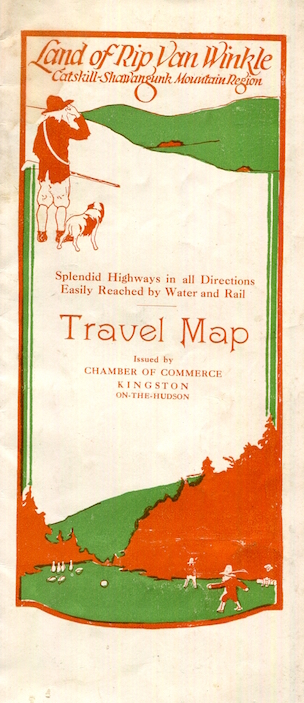 Land of Rip Van Winkle
Catskill-Shawangunk Mountain Region
Splendid Highways in all Directions
Easily Reached by Water and Rail
Travel Map
Issued by
CHAMBER OF COMMERCE
KINGSTON
ON-THE-HUDSON